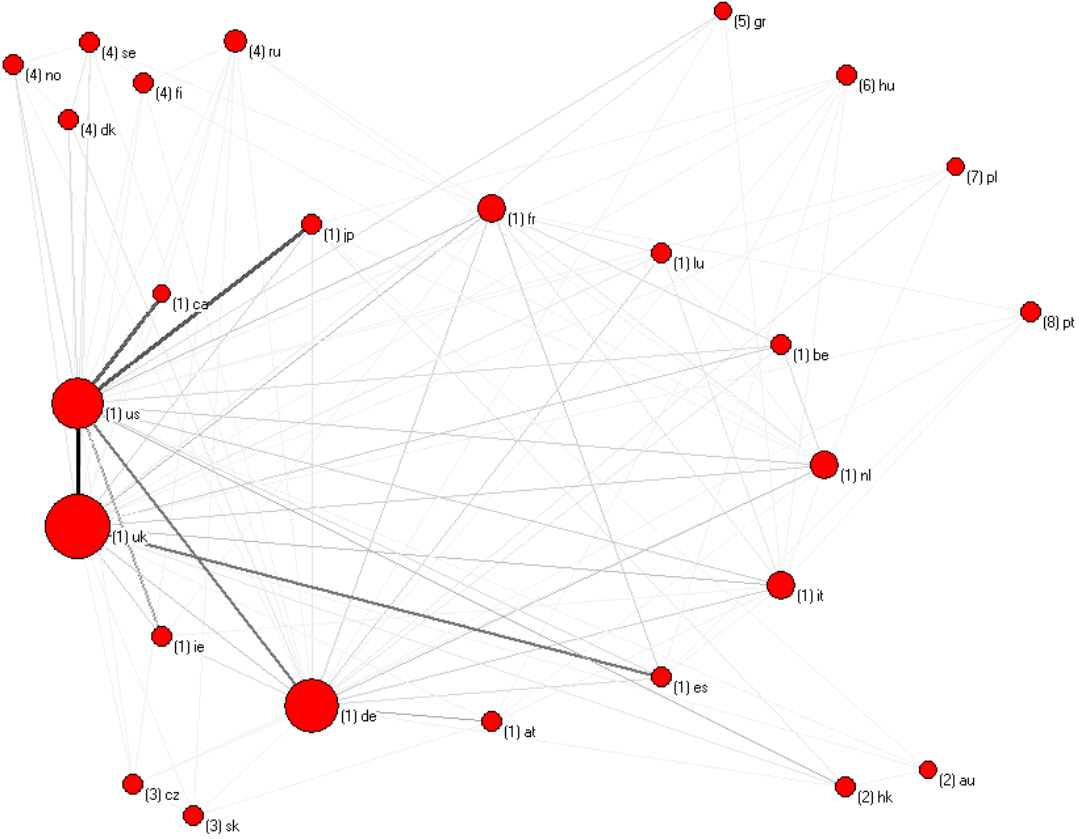 (5) gr
(4) se
(4) ru
(4) no
(6) hu
(4) fi
(4) dk
(7) pl
(1) fr
(1) jp
(1) lu
(1) ca
(8) pt
(1) be
(1) us
(1) nl
(1) uk
(1) it
(1) ie
(1) es
(1) de
(1) at
(2) au
(3) cz
(2) hk
(3) sk